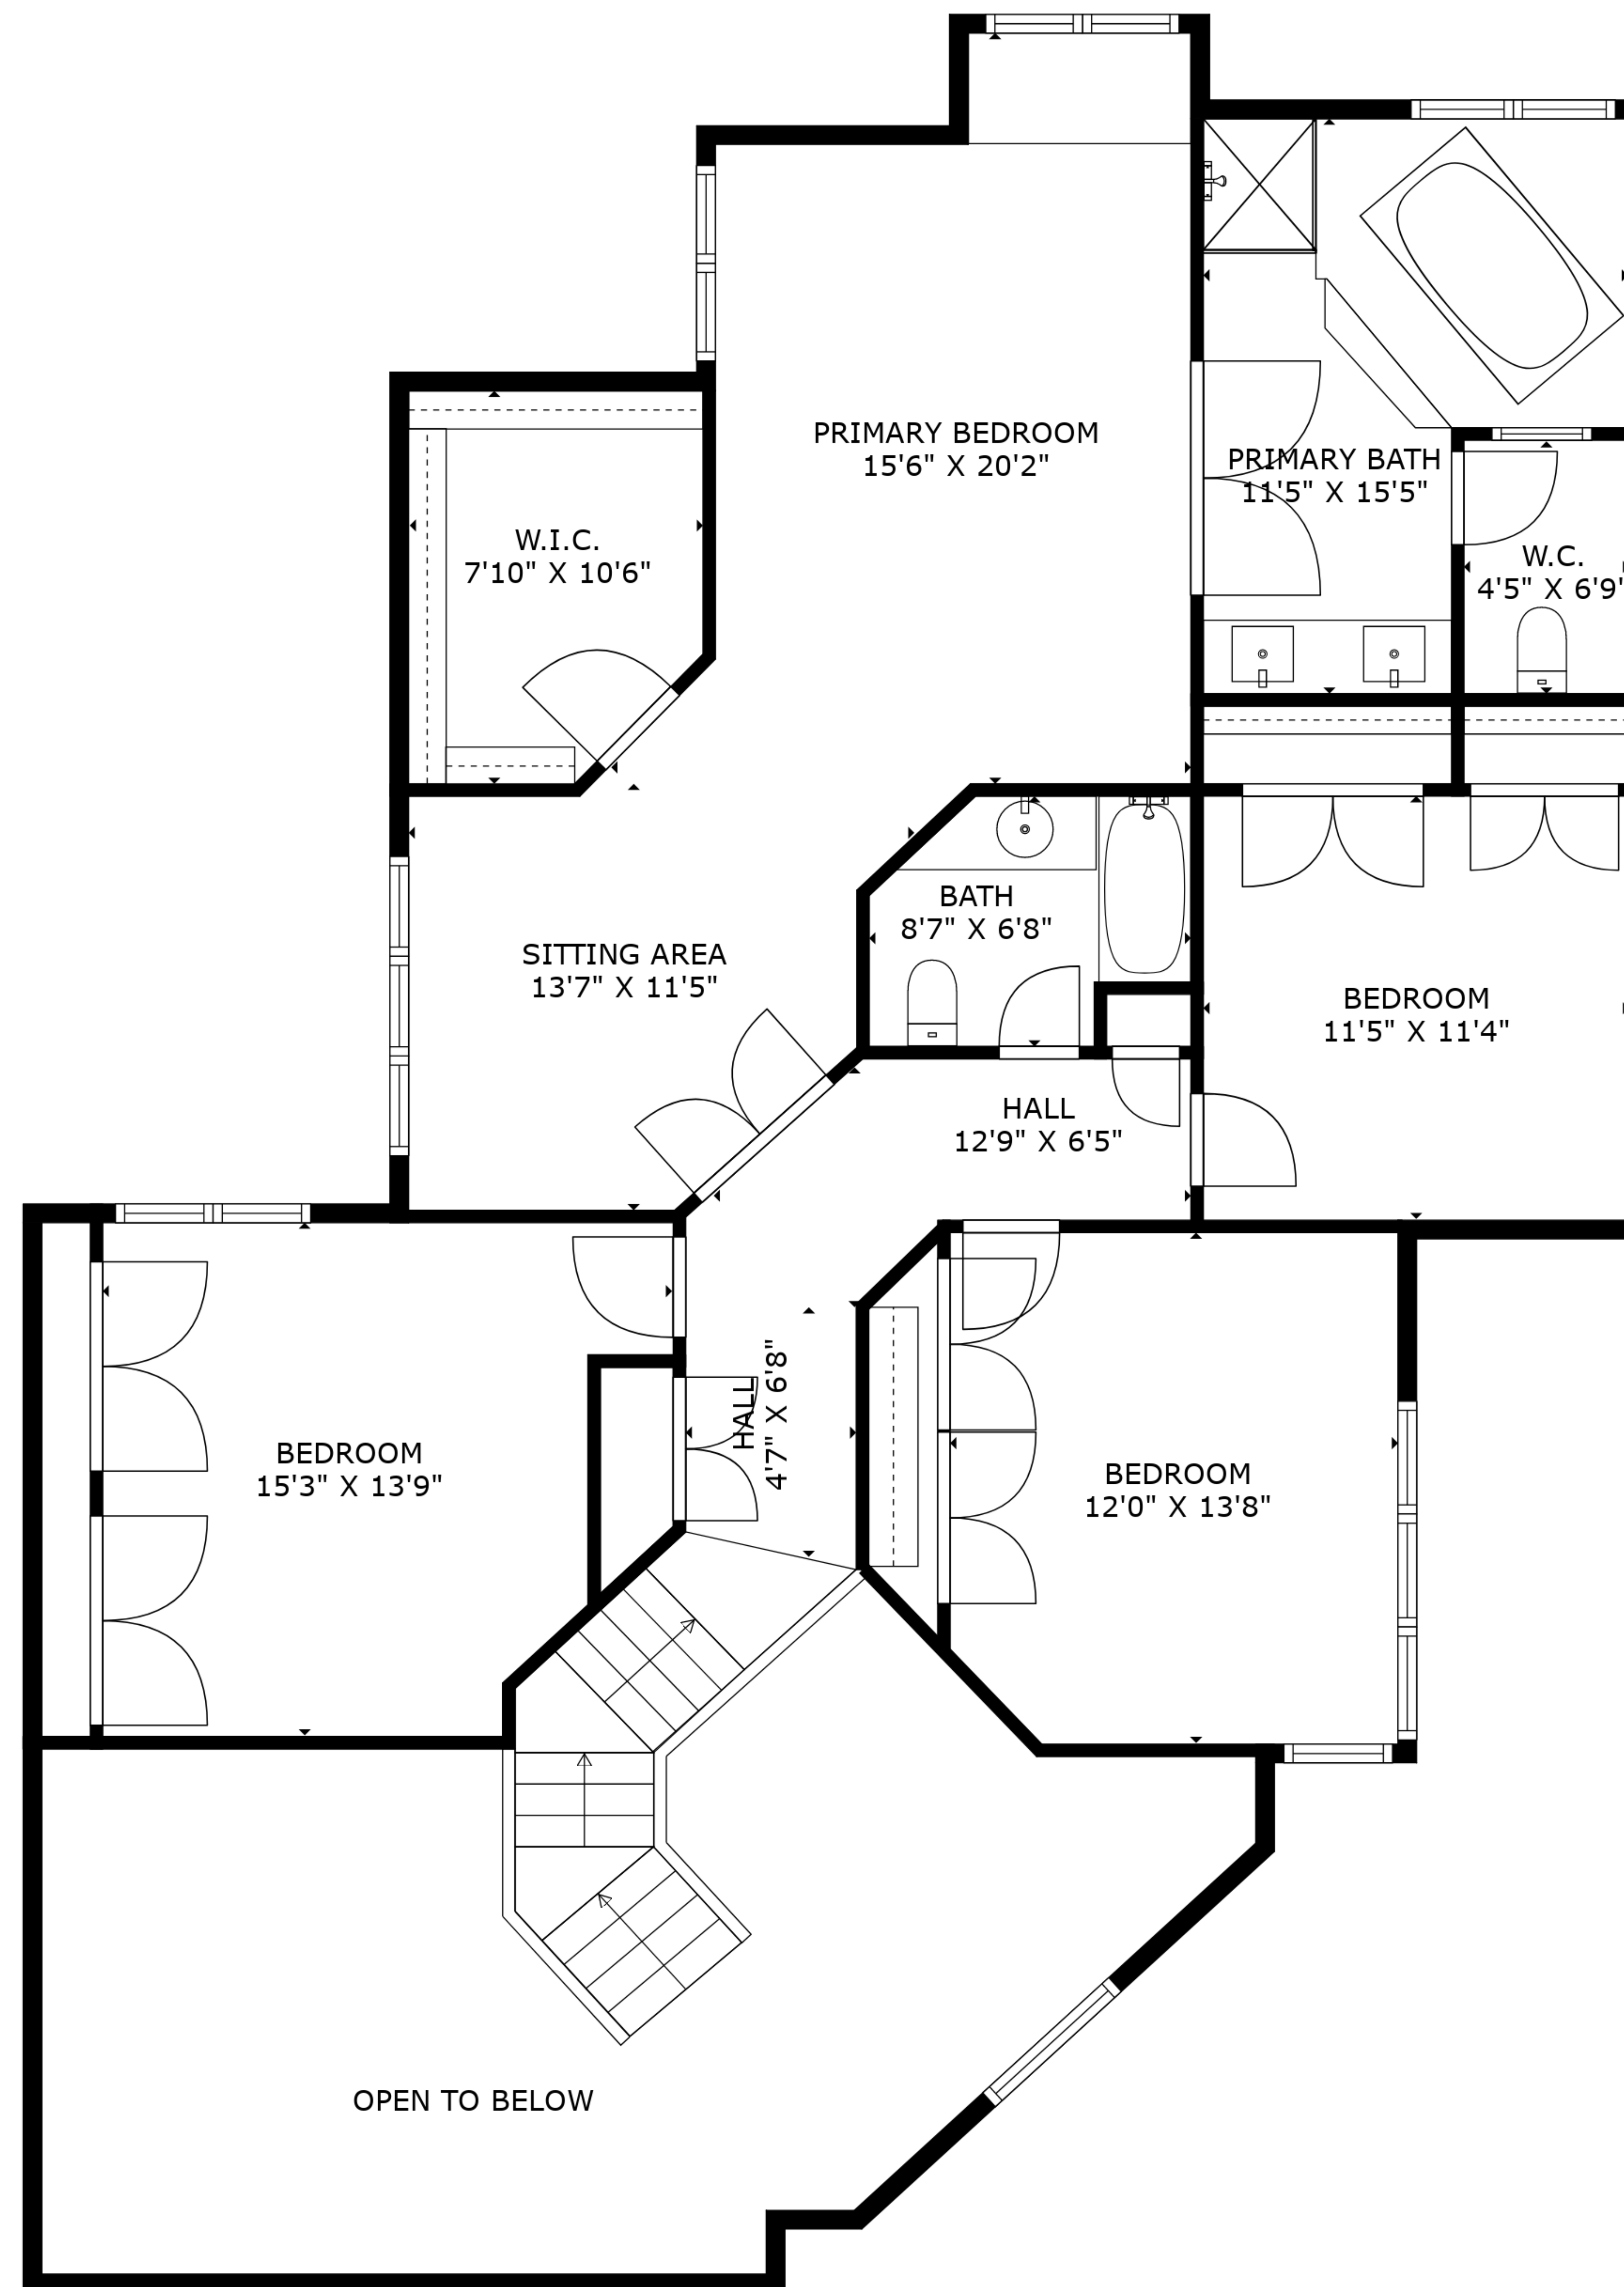 PRIMARY BEDROOM
15'6" X 20'2"
PRIMARY BATH
11'5" X 15'5"
W.I.C.
7'10" X 10'6"
W.C.
4'5" X 6'9"
BATH
8'7" X 6'8"
SITTING AREA
13'7" X 11'5"
BEDROOM
11'5" X 11'4"
HALL
12'9" X 6'5"
HALL
4'7" X 6'8"
BEDROOM
15'3" X 13'9"
BEDROOM
12'0" X 13'8"
OPEN TO BELOW